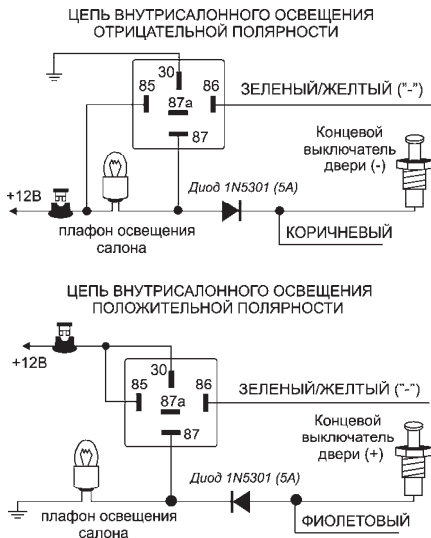 ЦЕПЬ ВНУТРИСАЛОННОГО ОСВЕЩЕНИЯ
ОТРИЦАТЕЛЬНОЙ ПОЛЯРНОСТИ
30
85
86
87а
87
ЗЕЛЕНЫЙ/ЖЕЛТЫЙ ("-")
Концевой
выключатель
двери (-)
+12В
Диод 1N5301 (5А)
плафон освещения
салона
КОРИЧНЕВЫЙ
ЦЕПЬ ВНУТРИСАЛОННОГО ОСВЕЩЕНИЯ
ПОЛОЖИТЕЛЬНОЙ ПОЛЯРНОСТИ
+12В
30
85
86
87а
87
ЗЕЛЕНЫЙ/ЖЕЛТЫЙ ("-")
Концевой
выключатель
двери (+)
Диод 1N5301 (5А)
плафон освещения
салона
ФИОЛЕТОВЫЙ